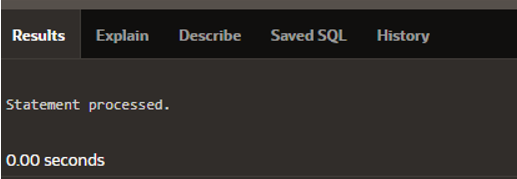 Results Explain Describe Saved SQL History
Statement processed.
0.00 seconds